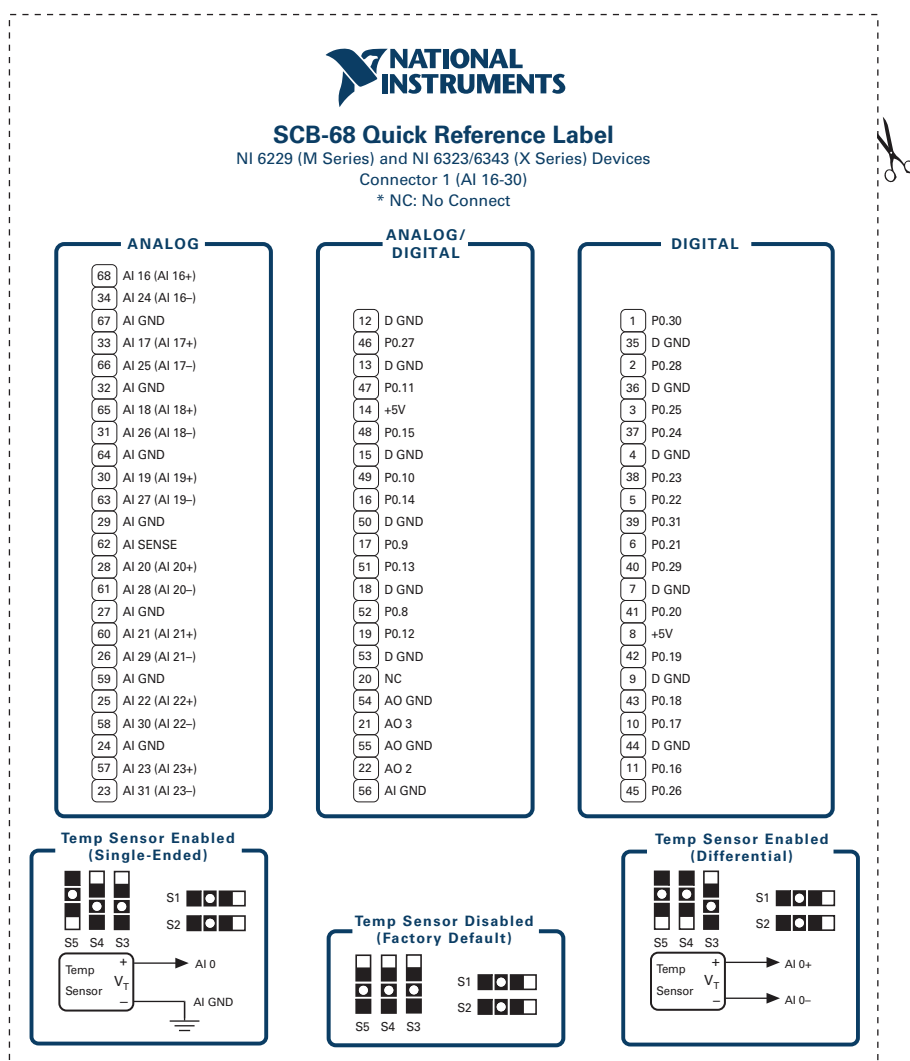 NATIONAL
INSTRUMENTS
SCB-68 Quick Reference Label
NI 6229 (M Series) and NI 6323/6343 (X Series) Devices
Connector 1 (AI 16-30)
* NC: No Connect
ANALOG
68 AI 16 (AI 16+)
34 AI 24 (AI 16–)
67 AI GND
33 AI 17 (AI 17+)
66 AI 25 (AI 17–)
32 AI GND
65 AI 18 (AI 18+)
31 AI 26 (AI 18–)
64 AI GND
30 AI 19 (AI 19+)
63 AI 27 (AI 19–)
29 AI GND
62 AI SENSE
28 AI 20 (AI 20+)
61 AI 28 (AI 20–)
27 AI GND
60 AI 21 (AI 21+)
26 AI 29 (AI 21–)
59 AI GND
25 AI 22 (AI 22+)
58 AI 30 (AI 22–)
24 AI GND
57 AI 23 (AI 23+)
23 AI 31 (AI 23–)
ANALOG/
DIGITAL
12 D GND
46 P0.27
13 D GND
47 P0.11
14 +5V
48 P0.15
15 D GND
49 P0.10
16 P0.14
50 D GND
17 P0.9
51 P0.13
18 D GND
52 P0.8
19 P0.12
53 D GND
20 NC
54 AO GND
21 AO 3
55 AO GND
22 AO 2
56 AI GND
DIGITAL
1 P0.30
35 D GND
2 P0.28
36 D GND
3 P0.25
37 P0.24
4 D GND
38 P0.23
5 P0.22
39 P0.31
6 P0.21
40 P0.29
7 D GND
41 P0.20
8 +5V
42 P0.19
9 D GND
43 P0.18
10 P0.17
44 D GND
11 P0.16
45 P0.26
Temp Sensor Enabled
(Single-Ended)
S1
S2
S5 S4 S3
Temp
Sensor
VT
+
–
AI 0
AI GND
Temp Sensor Disabled
(Factory Default)
S1
S2
S5 S4 S3
Temp Sensor Enabled
(Differential)
S1
S2
S5 S4 S3
Temp
Sensor
VT
+
–
AI 0+
AI 0–